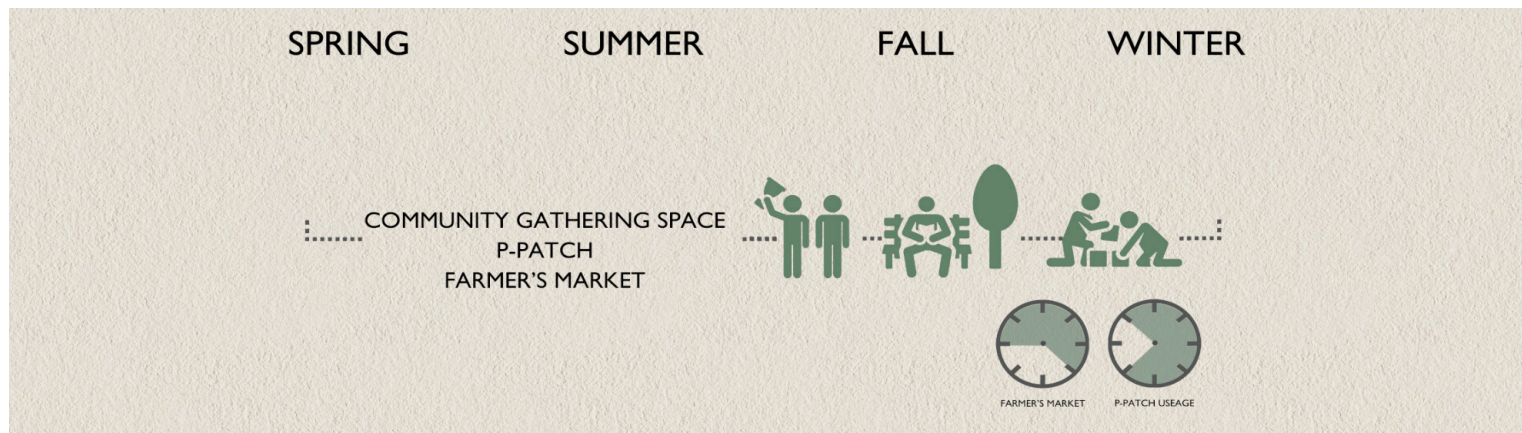 SPRING SUMMER FALL WINTER
COMMUNITY GATHERING SPACE
P-PATCH
FARMER'S MARKET
FARMER'S MARKET P-PATCH USEAGE